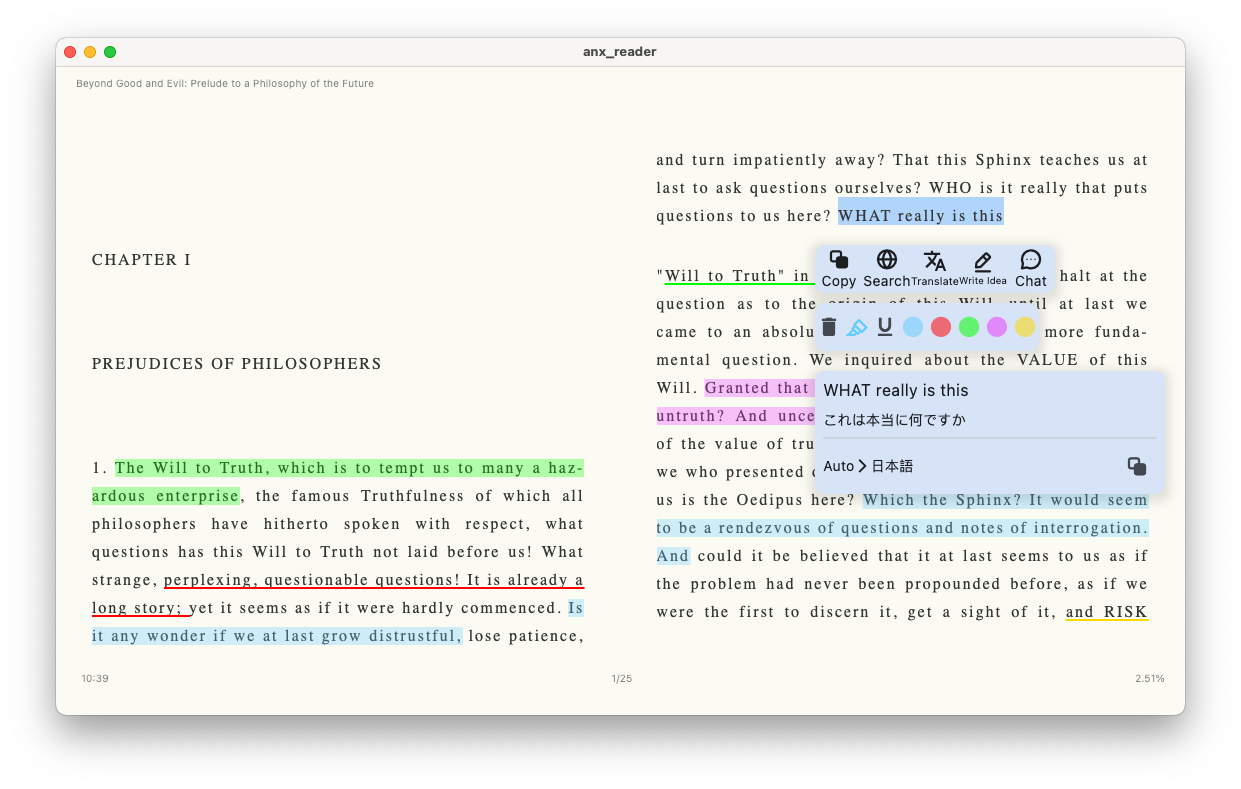 anx_reader
Beyond Good and Evil: Prelude to a Philosophy of the Future
CHAPTER I
PREJUDICES OF PHILOSOPHERS
1. The Will to Truth, which is to tempt us to many a haz-
ardous enterprise, the famous Truthfulness of which all
philosophers have hitherto spoken with respect, what
questions has this Will to Truth not laid before us! What
strange, perplexing, questionable questions! It is already a
long story; yet it seems as if it were hardly commenced. Is
it any wonder if we at last grow distrustful, lose patience,
and turn impatiently away? That this Sphinx teaches us at
last to ask questions ourselves? WHO is it really that puts
questions to us here? WHAT really is this
"Will to Truth" in halt at the
question as to the origin of this Will until at last we
came to an absolu more funda-
mental question. We inquired about the VALUE of this
Will. Granted that
untruth? And unce
of the value of tru
we who presented
us is the Oedipus here? Which the Sphinx? It would seem
to be a rendezvous of questions and notes of interrogation.
And could it be believed that it at last seems to us as if
the problem had never been propounded before, as if we
were the first to discern it, get a sight of it, and RISK
Copy Search Translate Write Idea Chat
WHAT really is this
これは本当に何ですか
Auto 日本語
10:39
1/25
2.51%